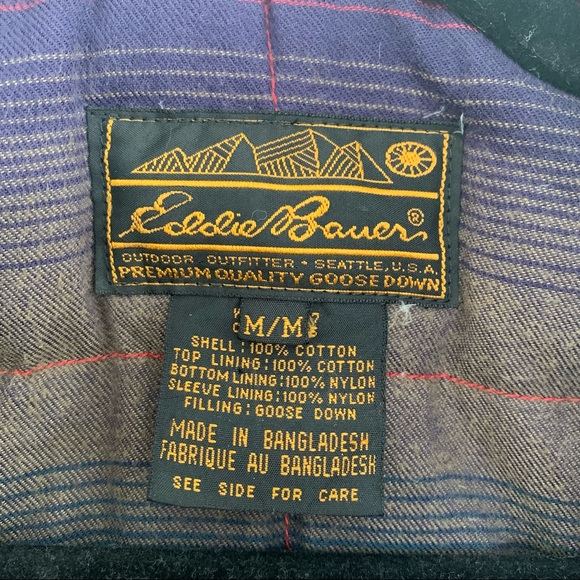 Eddie Bauer®
OUTDOOR OUTFITTER • SEATTLE, U.S.A.
PREMIUM QUALITY GOOSE DOWN
M/M
SHELL: 100% COTTON
TOP LINING: 100% COTTON
BOTTOM LINING: 100% NYLON
SLEEVE LINING: 100% NYLON
FILLING: GOOSE DOWN
MADE IN BANGLADESH
FABRIQUE AU BANGLADESH
SEE SIDE FOR CARE